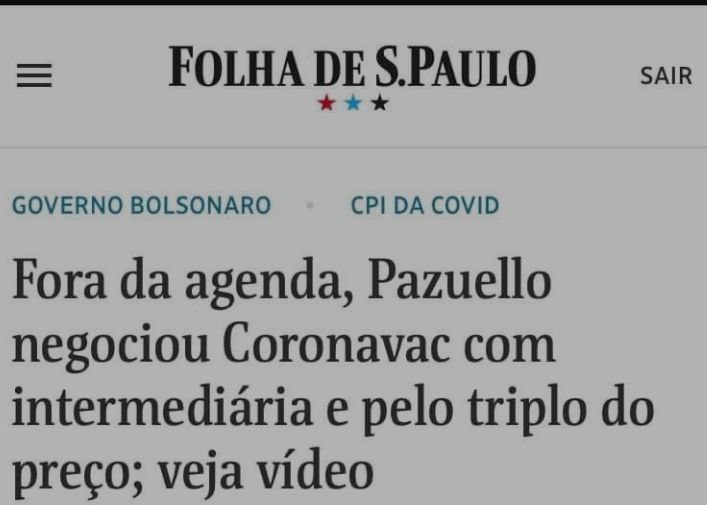 FOLHA DE S.PAULO
SAIR
GOVERNO BOLSONARO • CPI DA COVID
Fora da agenda, Pazuello
negociou Coronavac com
intermediária e pelo triplo do
preço; veja vídeo